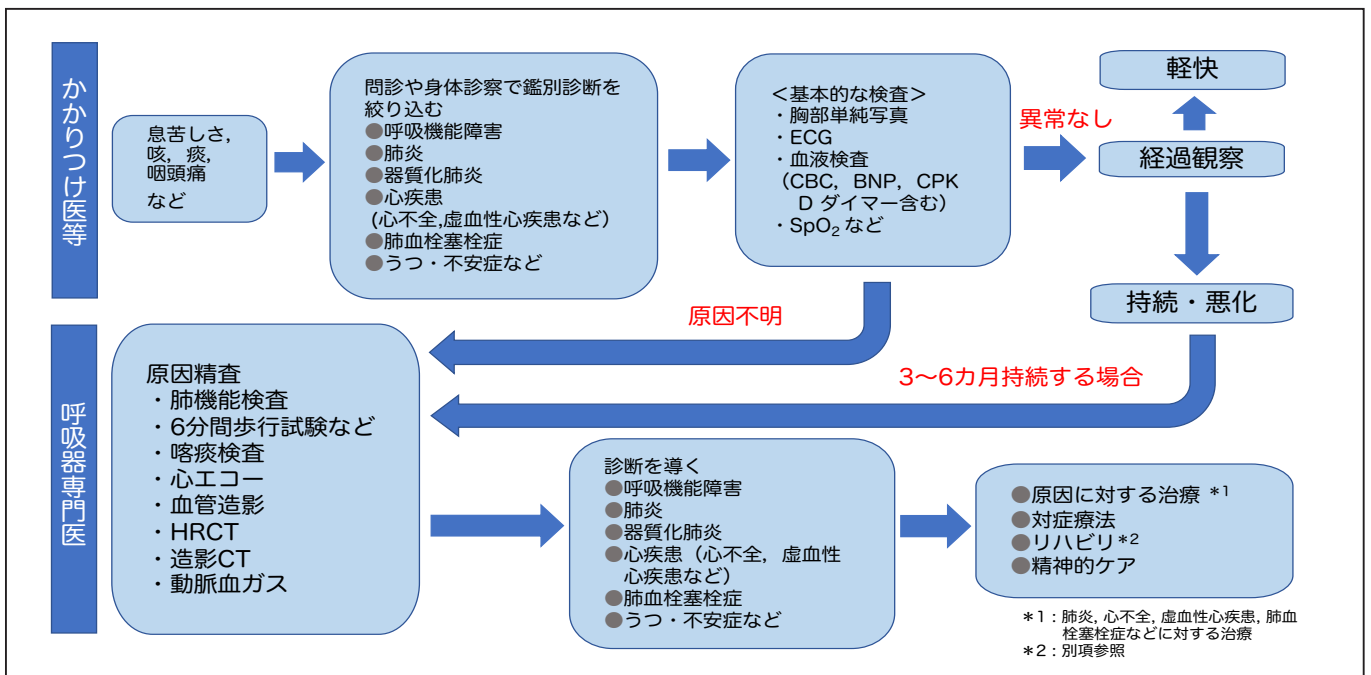 かかりつけ医等
息苦しさ,
咳, 痰,
咽頭痛
など
問診や身体診察で鑑別診断を
絞り込む
●呼吸機能障害
●肺炎
●器質化肺炎
●心疾患
(心不全,虚血性心疾患など)
●肺血栓塞栓症
●うつ・不安症など
＜基本的な検査＞
・胸部単純写真
・ECG
・血液検査
（CBC，BNP，CPK
D ダイマー含む）
・SpO₂ など
異常なし
軽快
経過観察
持続・悪化
原因不明
3〜6カ月持続する場合
呼吸器専門医
原因精査
・肺機能検査
・6分間歩行試験など
・喀痰検査
・心エコー
・血管造影
・HRCT
・造影CT
・動脈血ガス
診断を導く
●呼吸機能障害
●肺炎
●器質化肺炎
●心疾患（心不全，虚血性
心疾患など）
●肺血栓塞栓症
●うつ・不安症など
●原因に対する治療 *1
●対症療法
●リハビリ*2
●精神的ケア
＊1：肺炎, 心不全, 虚血性心疾患, 肺血
栓塞栓症などに対する治療
＊2：別項参照